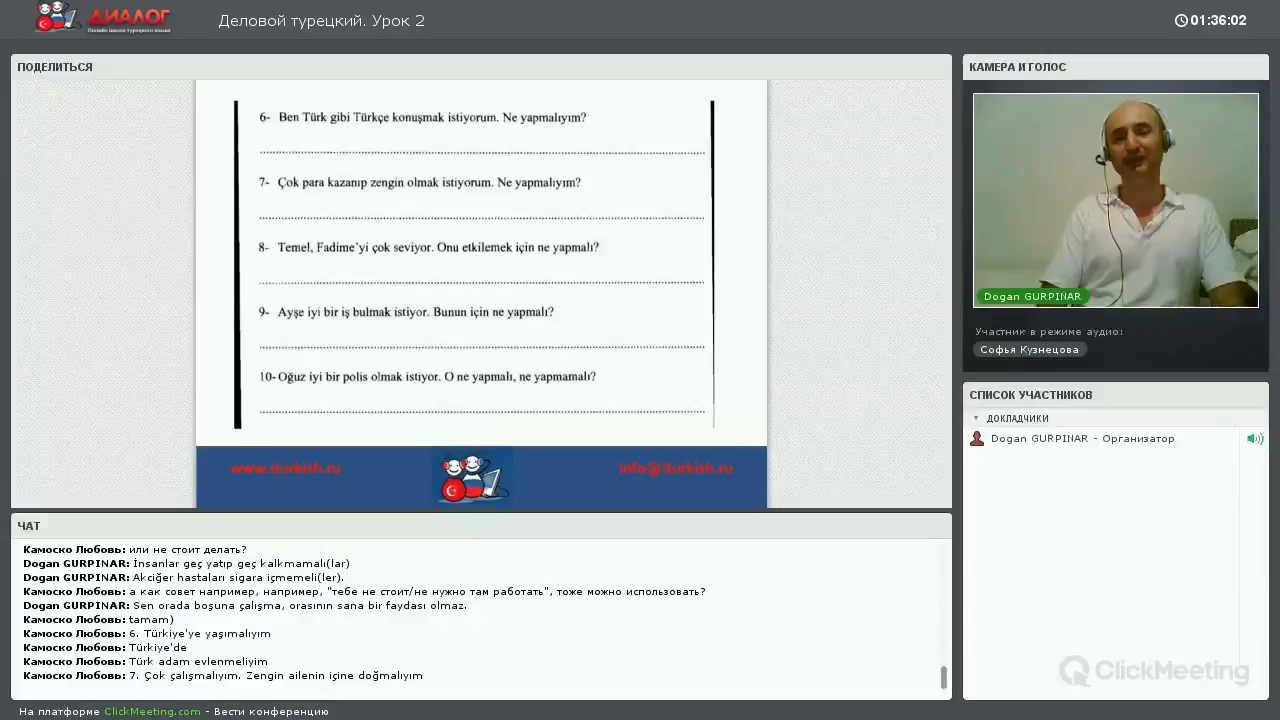 ДИАЛОГ
Онлайн школа турецкого языка
Деловой турецкий. Урок 2
01:36:02
ПОДЕЛИТЬСЯ
6- Ben Türk gibi Türkçe konuşmak istiyorum. Ne yapmalıyım?
7- Çok para kazanıp zengin olmak istiyorum. Ne yapmalıyım?
8- Temel, Fadime'yi çok seviyor. Onu etkilemek için ne yapmalı?
9- Ayşe iyi bir iş bulmak istiyor. Bunun için ne yapmalı?
10- Oğuz iyi bir polis olmak istiyor. O ne yapmalı, ne yapmamalı?
www.iturkish.ru
info@iturkish.ru
ЧАТ
Камоско Любовь: или не стоит делать?
Dogan GURPINAR: İnsanlar geç yatıp geç kalkmamalı(lar)
Dogan GURPINAR: Akciğer hastaları sigara içmemeli(ler).
Камоско Любовь: а как совет например, например, "тебе не стоит/не нужно там работать", тоже можно использовать?
Dogan GURPINAR: Sen orada boşuna çalışma, orasının sana bir faydası olmaz.
Камоско Любовь: tamam)
Камоско Любовь: 6. Türkiye'ye yaşımalıyım
Камоско Любовь: Türkiye'de
Камоско Любовь: Türk adam evlenmeliyim
Камоско Любовь: 7. Çok çalışmalıyım. Zengin ailenin içine doğmalıyım
КАМЕРА И ГОЛОС
Dogan GURPINAR
Участник в режиме аудио:
Софья Кузнецова
СПИСОК УЧАСТНИКОВ
ДОКЛАДЧИКИ
Dogan GURPINAR - Организатор
ClickMeeting
На платформе ClickMeeting.com - Вести конференцию